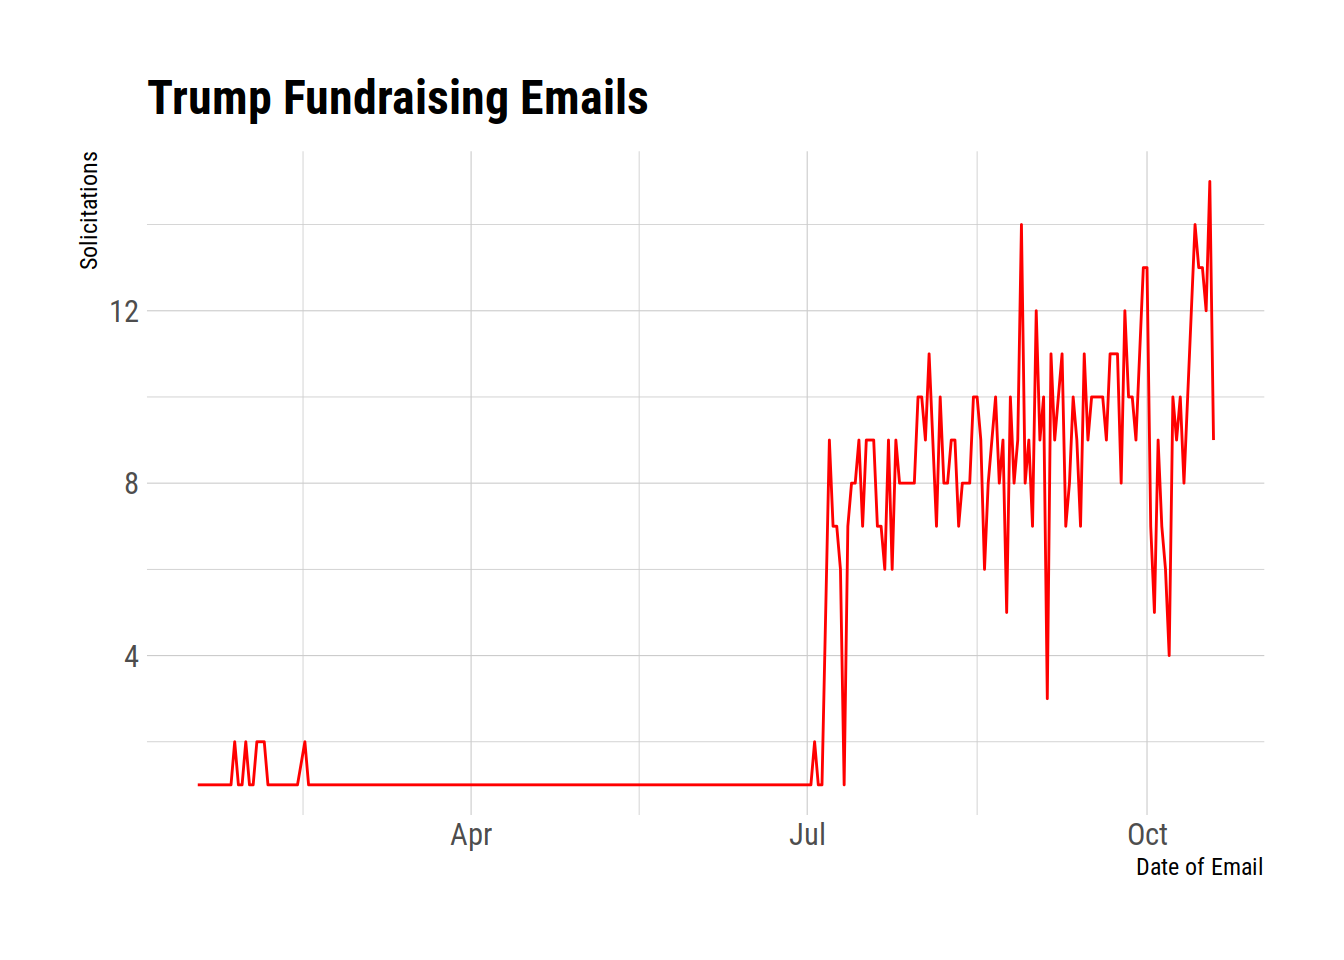 Trump Fundraising Emails
Solicitations
12
8
4
Apr
Jul
Oct
Date of Email